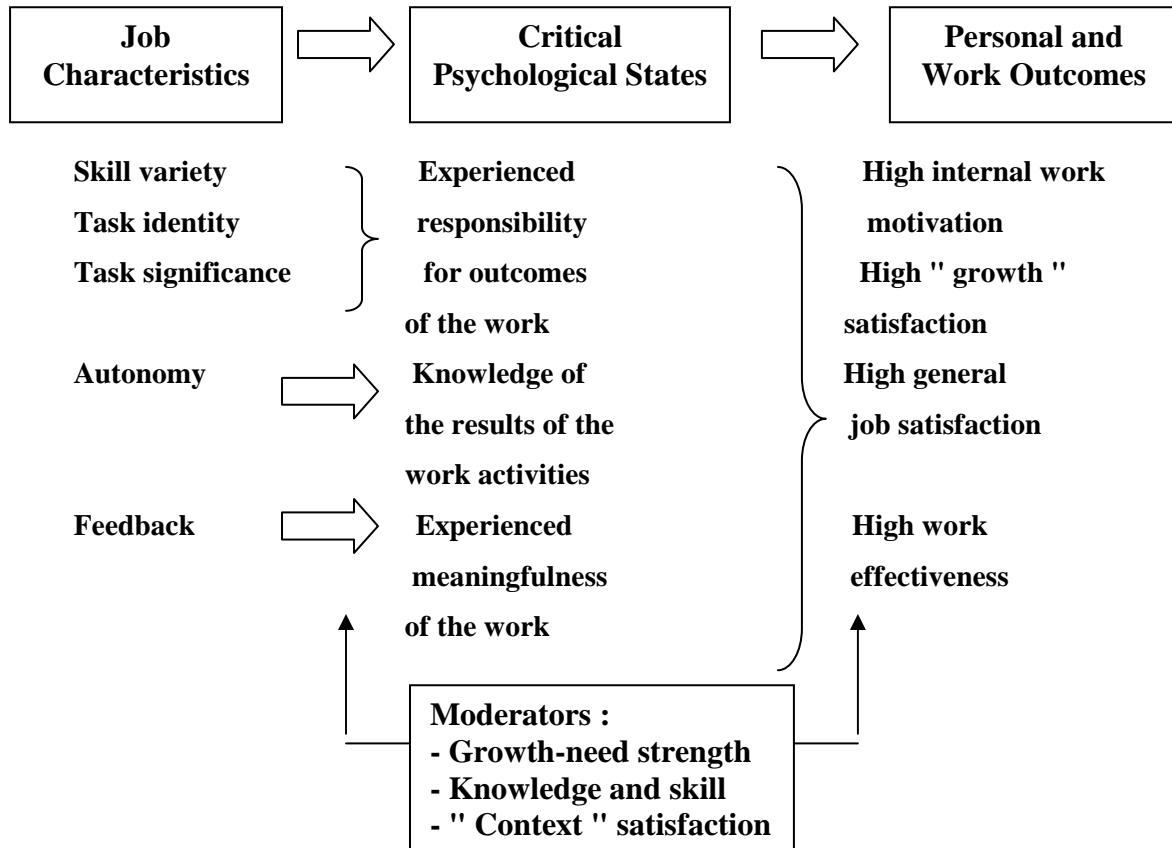 Job
Characteristics
Critical
Psychological States
Personal and
Work Outcomes
Skill variety
Task identity
Task significance
Experienced
responsibility
for outcomes
of the work
High internal work
motivation
High " growth "
satisfaction
Autonomy
Knowledge of
the results of the
work activities
High general
job satisfaction
Feedback
Experienced
meaningfulness
of the work
High work
effectiveness
Moderators :
- Growth-need strength
- Knowledge and skill
- " Context " satisfaction